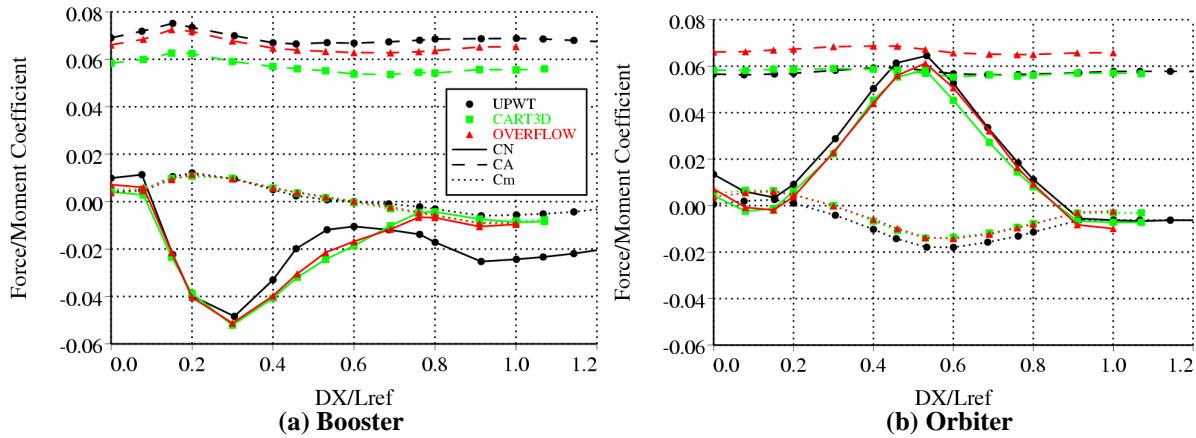 Force/Moment Coefficient
0.08
0.06
0.04
0.02
0.00
-0.02
-0.04
-0.06
UPWT
CART3D
OVERFLOW
CN
CA
Cm
0.0 0.2 0.4 0.6 0.8 1.0 1.2
DX/Lref
(a) Booster
Force/Moment Coefficient
0.08
0.06
0.04
0.02
0.00
-0.02
-0.04
-0.06
0.0 0.2 0.4 0.6 0.8 1.0 1.2
DX/Lref
(b) Orbiter